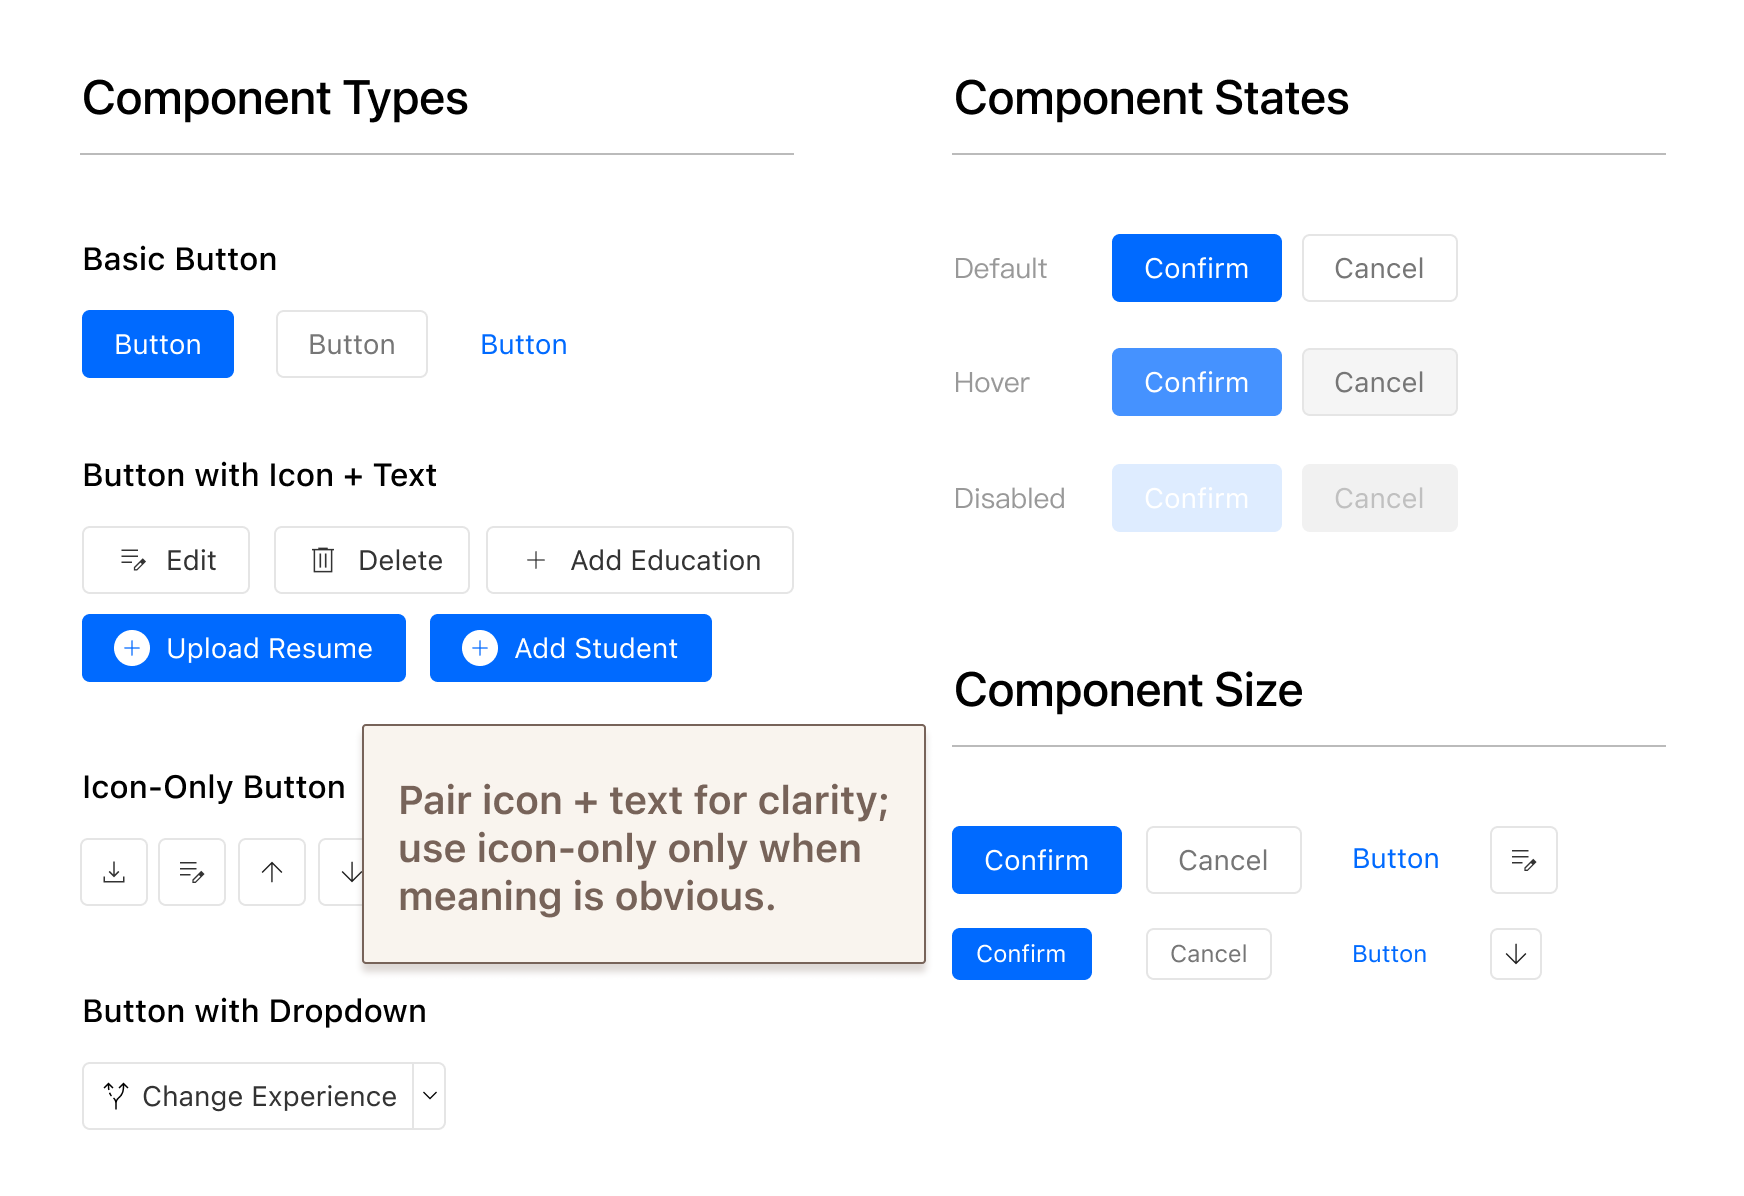 Component Types
Basic Button
Button Button Button
Button with Icon + Text
Edit Delete + Add Education
+ Upload Resume + Add Student
Icon-Only Button
Pair icon + text for clarity;
use icon-only only when
meaning is obvious.
Button with Dropdown
Change Experience
Component States
Default Confirm Cancel
Hover Confirm Cancel
Disabled Confirm Cancel
Component Size
Confirm Cancel Button
Confirm Cancel Button